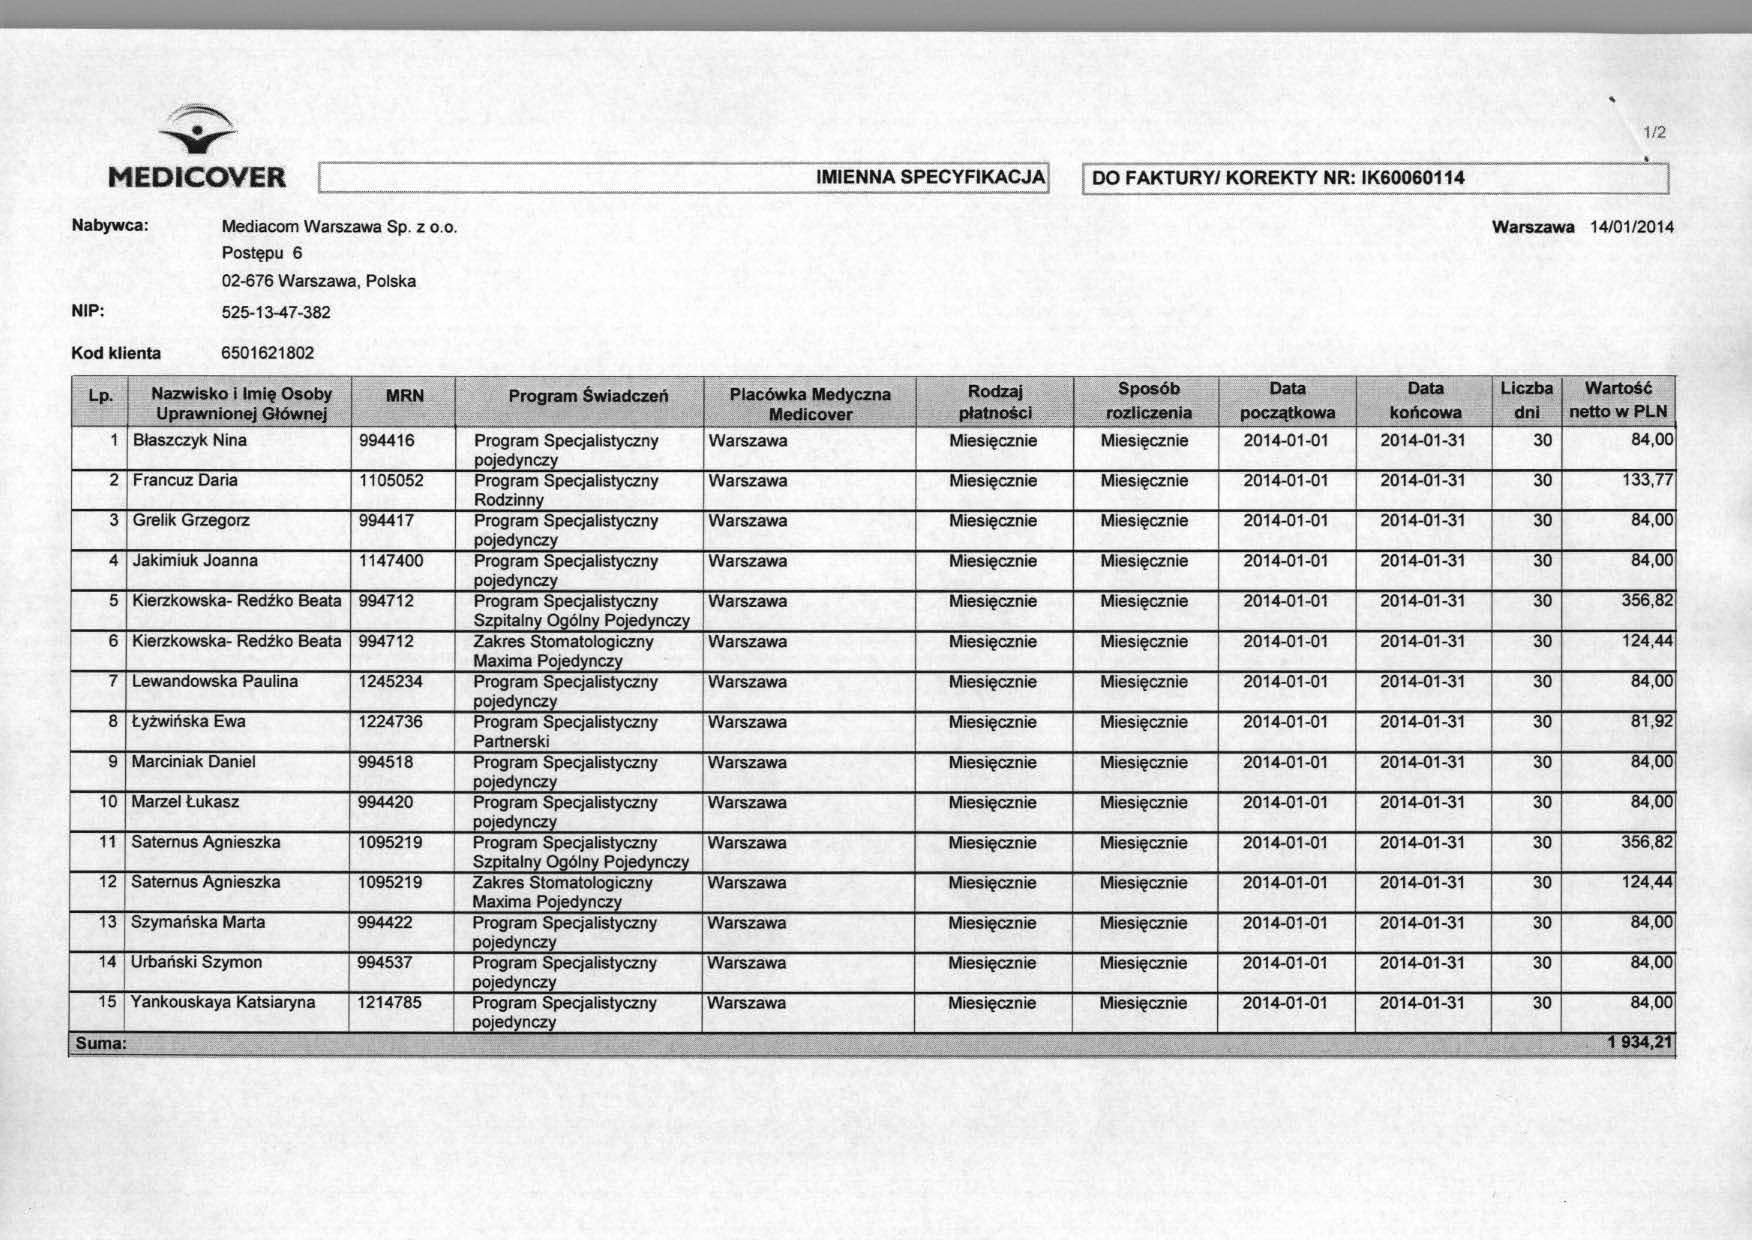 1/2
MEDICOVER
IMIENNA SPECYFIKACJA
DO FAKTURY/ KOREKTY NR: IK60060114
Nabywca: Mediacom Warszawa Sp. z o.o.
Warszawa 14/01/2014
Postępu 6
02-676 Warszawa, Polska
NIP: 525-13-47-382
Kod klienta 6501621802
Lp. Nazwisko i Imię Osoby Uprawnionej Głównej MRN Program Świadczeń Placówka Medyczna Medicover Rodzaj płatności Sposób rozliczenia Data początkowa Data końcowa Liczba dni Wartość netto w PLN
1 Błaszczyk Nina 994416 Program Specjalistyczny pojedynczy Warszawa Miesięcznie Miesięcznie 2014-01-01 2014-01-31 30 84,00
2 Francuz Daria 1105052 Program Specjalistyczny Rodzinny Warszawa Miesięcznie Miesięcznie 2014-01-01 2014-01-31 30 133,77
3 Grelik Grzegorz 994417 Program Specjalistyczny pojedynczy Warszawa Miesięcznie Miesięcznie 2014-01-01 2014-01-31 30 84,00
4 Jakimiuk Joanna 1147400 Program Specjalistyczny pojedynczy Warszawa Miesięcznie Miesięcznie 2014-01-01 2014-01-31 30 84,00
5 Kierzkowska- Redźko Beata 994712 Program Specjalistyczny Szpitalny Ogólny Pojedynczy Warszawa Miesięcznie Miesięcznie 2014-01-01 2014-01-31 30 356,82
6 Kierzkowska- Redźko Beata 994712 Zakres Stomatologiczny Maxima Pojedynczy Warszawa Miesięcznie Miesięcznie 2014-01-01 2014-01-31 30 124,44
7 Lewandowska Paulina 1245234 Program Specjalistyczny pojedynczy Warszawa Miesięcznie Miesięcznie 2014-01-01 2014-01-31 30 84,00
8 Łyżwińska Ewa 1224736 Program Specjalistyczny Partnerski Warszawa Miesięcznie Miesięcznie 2014-01-01 2014-01-31 30 81,92
9 Marciniak Daniel 994518 Program Specjalistyczny pojedynczy Warszawa Miesięcznie Miesięcznie 2014-01-01 2014-01-31 30 84,00
10 Marzel Łukasz 994420 Program Specjalistyczny pojedynczy Warszawa Miesięcznie Miesięcznie 2014-01-01 2014-01-31 30 84,00
11 Saternus Agnieszka 1095219 Program Specjalistyczny Szpitalny Ogólny Pojedynczy Warszawa Miesięcznie Miesięcznie 2014-01-01 2014-01-31 30 356,82
12 Saternus Agnieszka 1095219 Zakres Stomatologiczny Maxima Pojedynczy Warszawa Miesięcznie Miesięcznie 2014-01-01 2014-01-31 30 124,44
13 Szymańska Marta 994422 Program Specjalistyczny pojedynczy Warszawa Miesięcznie Miesięcznie 2014-01-01 2014-01-31 30 84,00
14 Urbański Szymon 994537 Program Specjalistyczny pojedynczy Warszawa Miesięcznie Miesięcznie 2014-01-01 2014-01-31 30 84,00
15 Yankouskaya Katsiaryna 1214785 Program Specjalistyczny pojedynczy Warszawa Miesięcznie Miesięcznie 2014-01-01 2014-01-31 30 84,00
Suma: 1 934,21